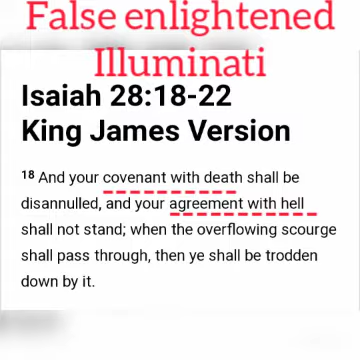 False enlightened
Illuminati
Isaiah 28:18-22
King James Version
18 And your covenant with death shall be
disannulled, and your agreement with hell
shall not stand; when the overflowing scourge
shall pass through, then ye shall be trodden
down by it.